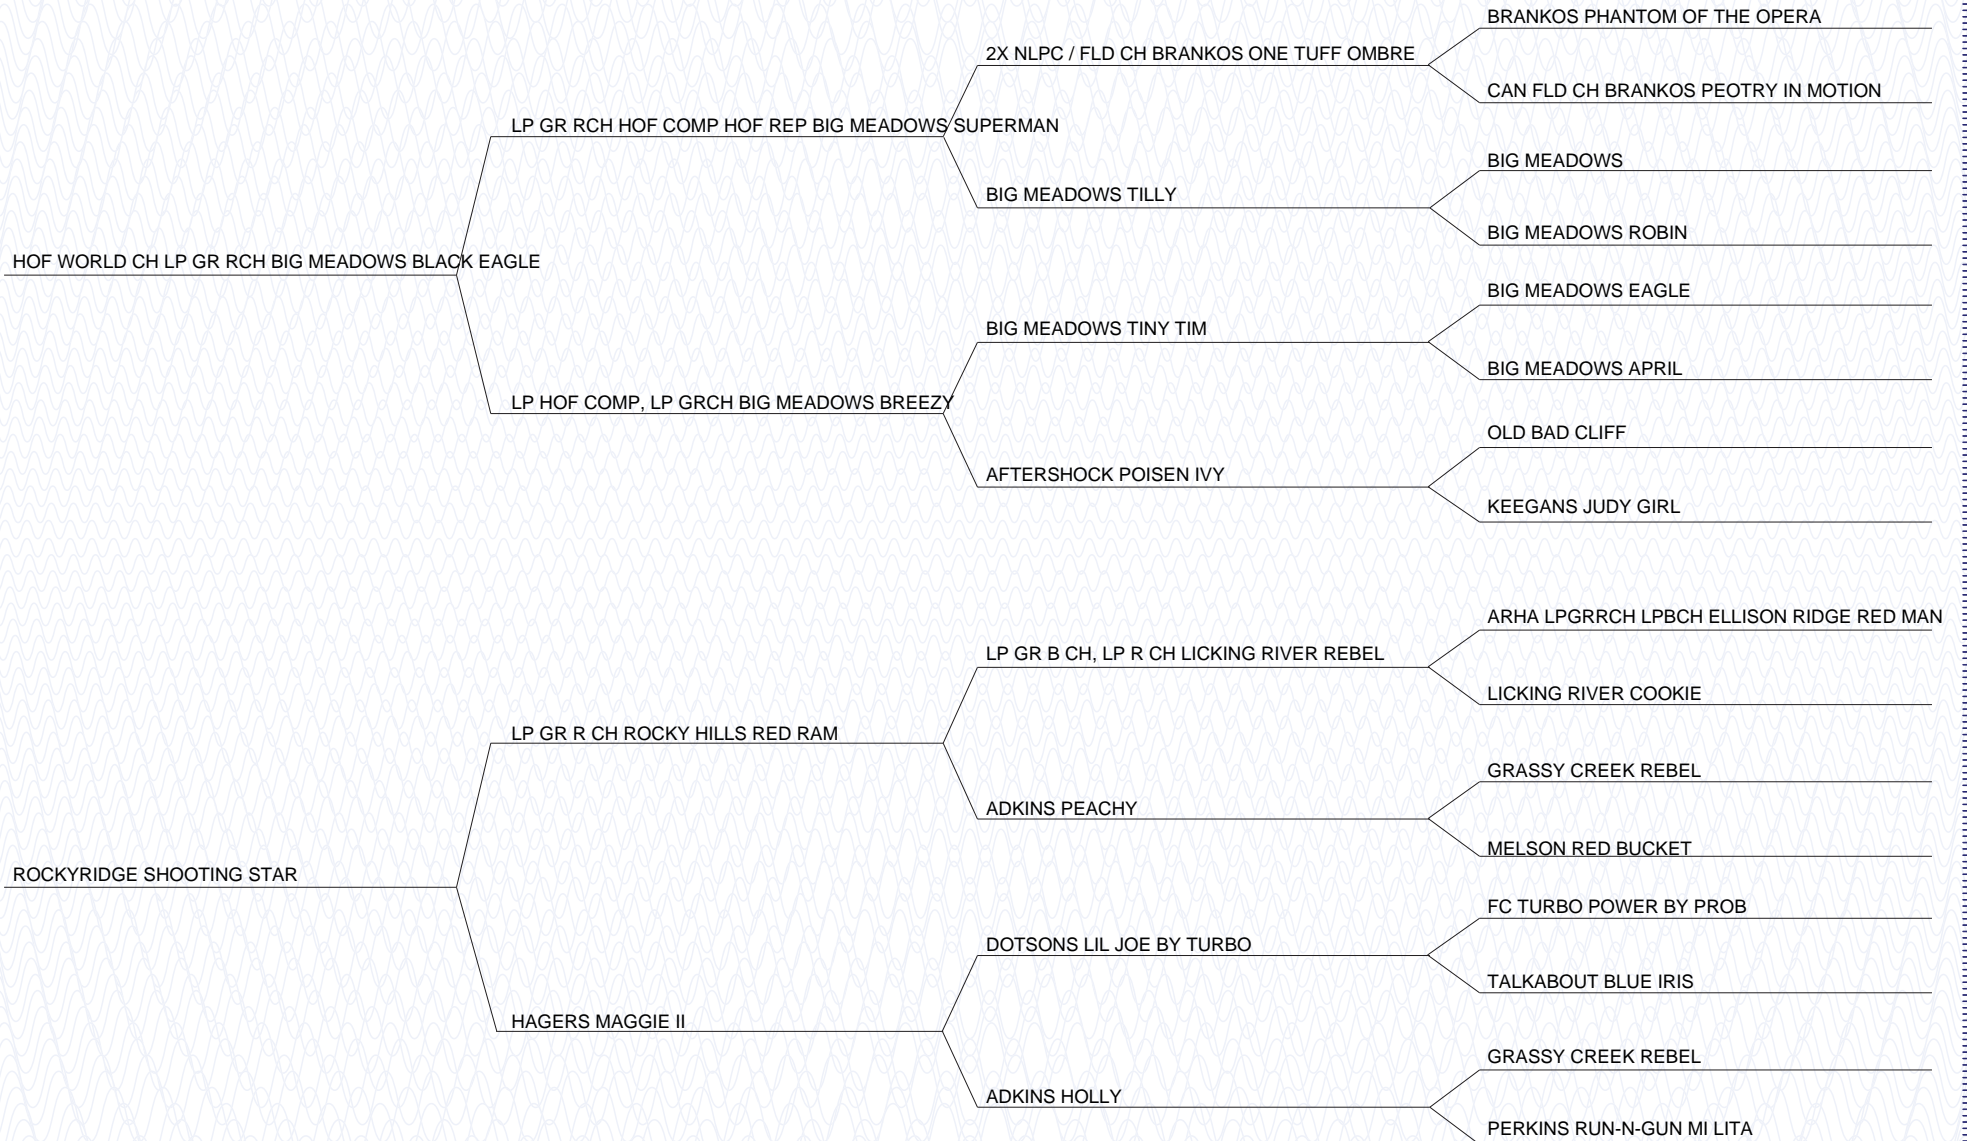 BRANKOS PHANTOM OF THE OPERA
2X NLPC / FLD CH BRANKOS ONE TUFF OMBRE
CAN FLD CH BRANKOS PEOTRY IN MOTION
LP GR RCH HOF COMP HOF REP BIG MEADOWS SUPERMAN
BIG MEADOWS
BIG MEADOWS TILLY
BIG MEADOWS ROBIN
HOF WORLD CH LP GR RCH BIG MEADOWS BLACK EAGLE
BIG MEADOWS EAGLE
BIG MEADOWS TINY TIM
BIG MEADOWS APRIL
LP HOF COMP, LP GRCH BIG MEADOWS BREEZY
OLD BAD CLIFF
AFTERSHOCK POISEN IVY
KEEGANS JUDY GIRL
ARHA LPGRRCH LPBCH ELLISON RIDGE RED MAN
LP GR B CH, LP R CH LICKING RIVER REBEL
LICKING RIVER COOKIE
LP GR R CH ROCKY HILLS RED RAM
GRASSY CREEK REBEL
ADKINS PEACHY
MELSON RED BUCKET
ROCKYRIDGE SHOOTING STAR
FC TURBO POWER BY PROB
DOTSONS LIL JOE BY TURBO
TALKABOUT BLUE IRIS
HAGERS MAGGIE II
GRASSY CREEK REBEL
ADKINS HOLLY
PERKINS RUN-N-GUN MI LITA